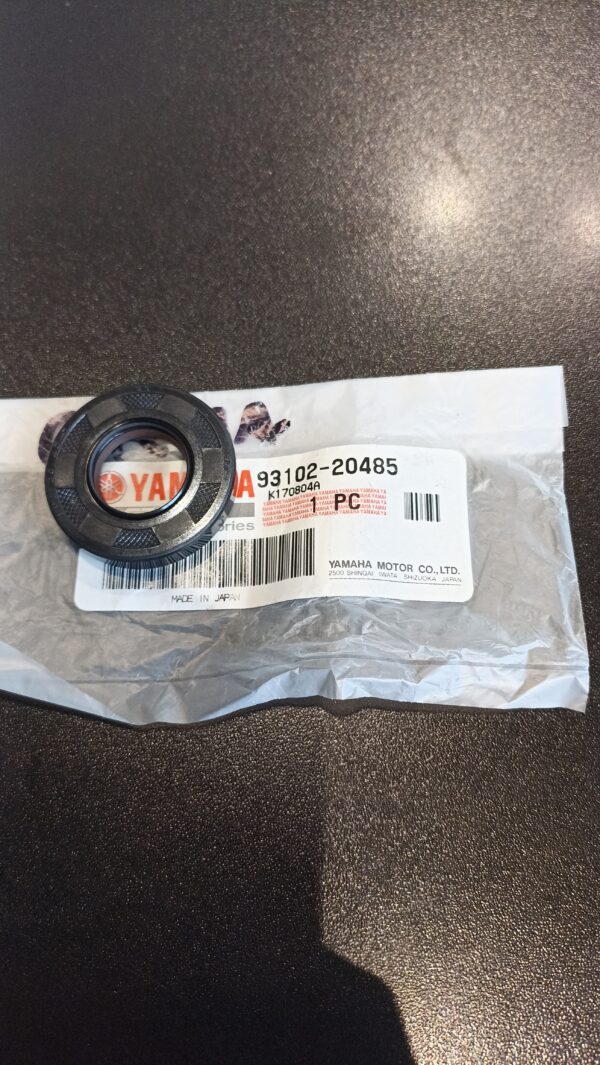 YAMAHA 93102-20485
K170804A
1 PC
YAMAHA MOTOR CO.,LTD.
2500 SHINGAI IWATA SHIZUOKA JAPAN
MADE IN JAPAN